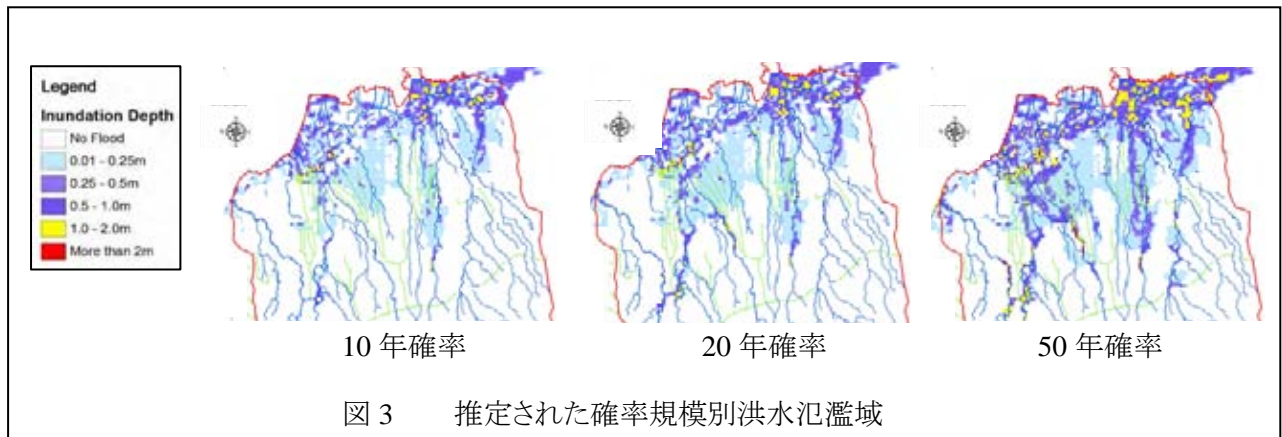 Legend
Inundation Depth
No Flood
0.01 - 0.25m
0.25 - 0.5m
0.5 - 1.0m
1.0 - 2.0m
More than 2m
10 年確率
20 年確率
50 年確率
図 3 推定された確率規模別洪水氾濫域